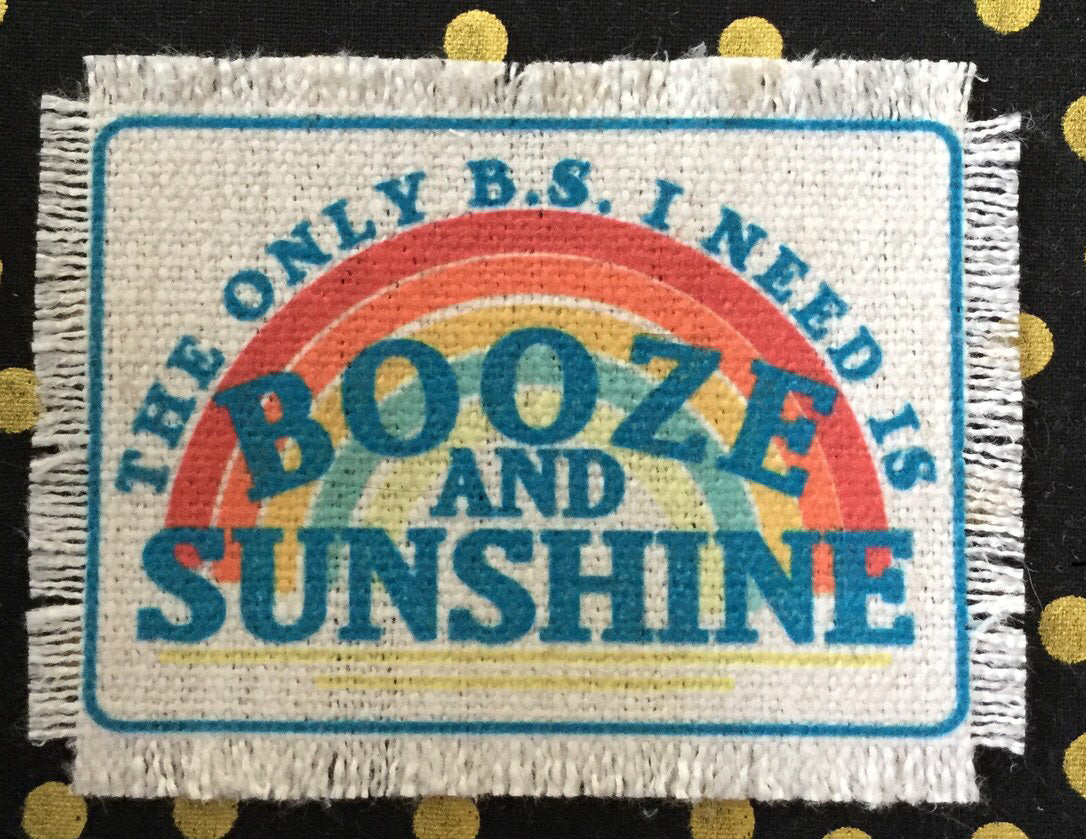 THE ONLY B.S. I NEED IS
BOOZE
AND
SUNSHINE